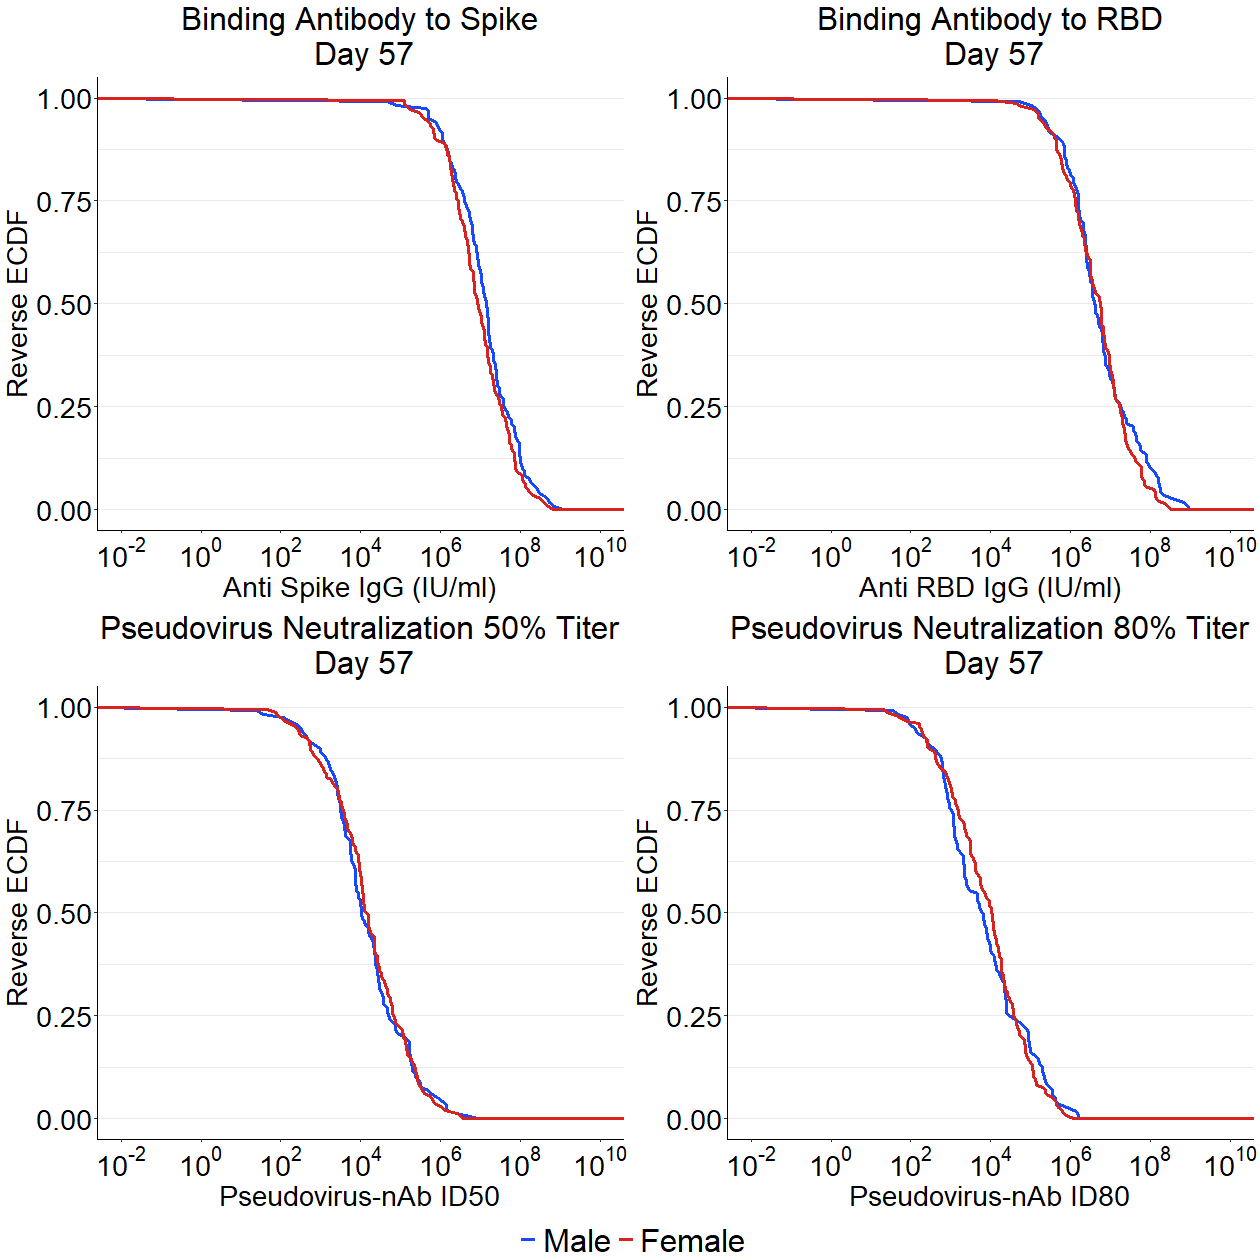 Binding Antibody to Spike
Day 57
Reverse ECDF
1.00
0.75
0.50
0.25
0.00
10-2 100 102 104 106 108 1010
Anti Spike IgG (IU/ml)
Binding Antibody to RBD
Day 57
Reverse ECDF
1.00
0.75
0.50
0.25
0.00
10-2 100 102 104 106 108 1010
Anti RBD IgG (IU/ml)
Pseudovirus Neutralization 50% Titer
Day 57
Reverse ECDF
1.00
0.75
0.50
0.25
0.00
10-2 100 102 104 106 108 1010
Pseudovirus-nAb ID50
Pseudovirus Neutralization 80% Titer
Day 57
Reverse ECDF
1.00
0.75
0.50
0.25
0.00
10-2 100 102 104 106 108 1010
Pseudovirus-nAb ID80
Male Female